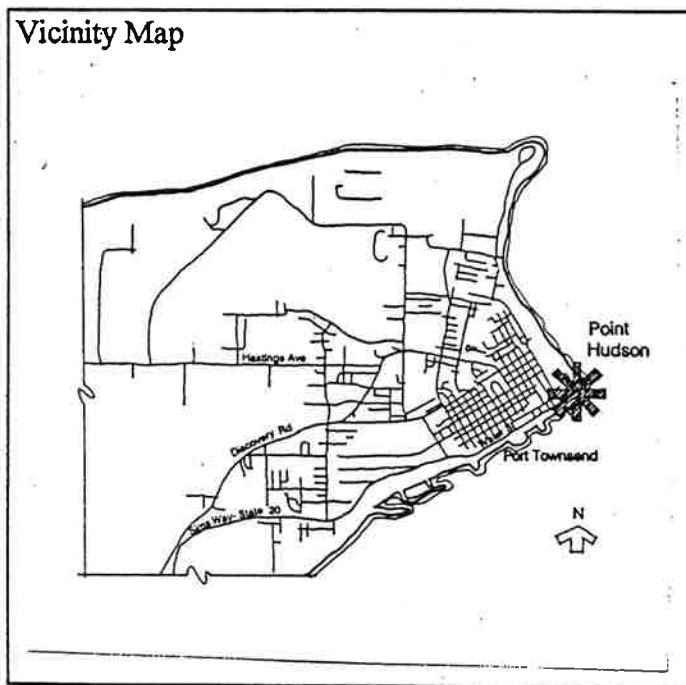 Vicinity Map
Point
Hudson
Hastings Ave
Discovery Rd
Port Townsend
Sims Way- State 20
N